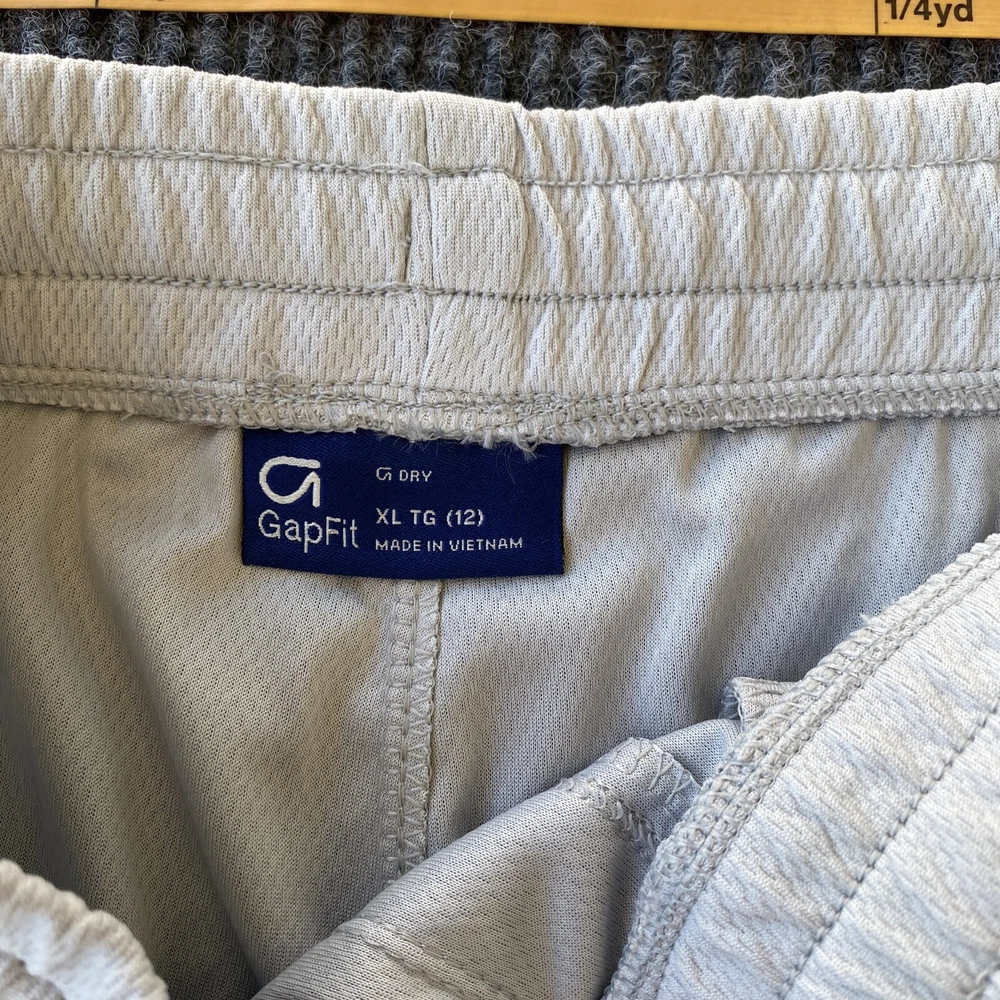 1/4yd
G DRY
GapFit
XL TG (12)
MADE IN VIETNAM